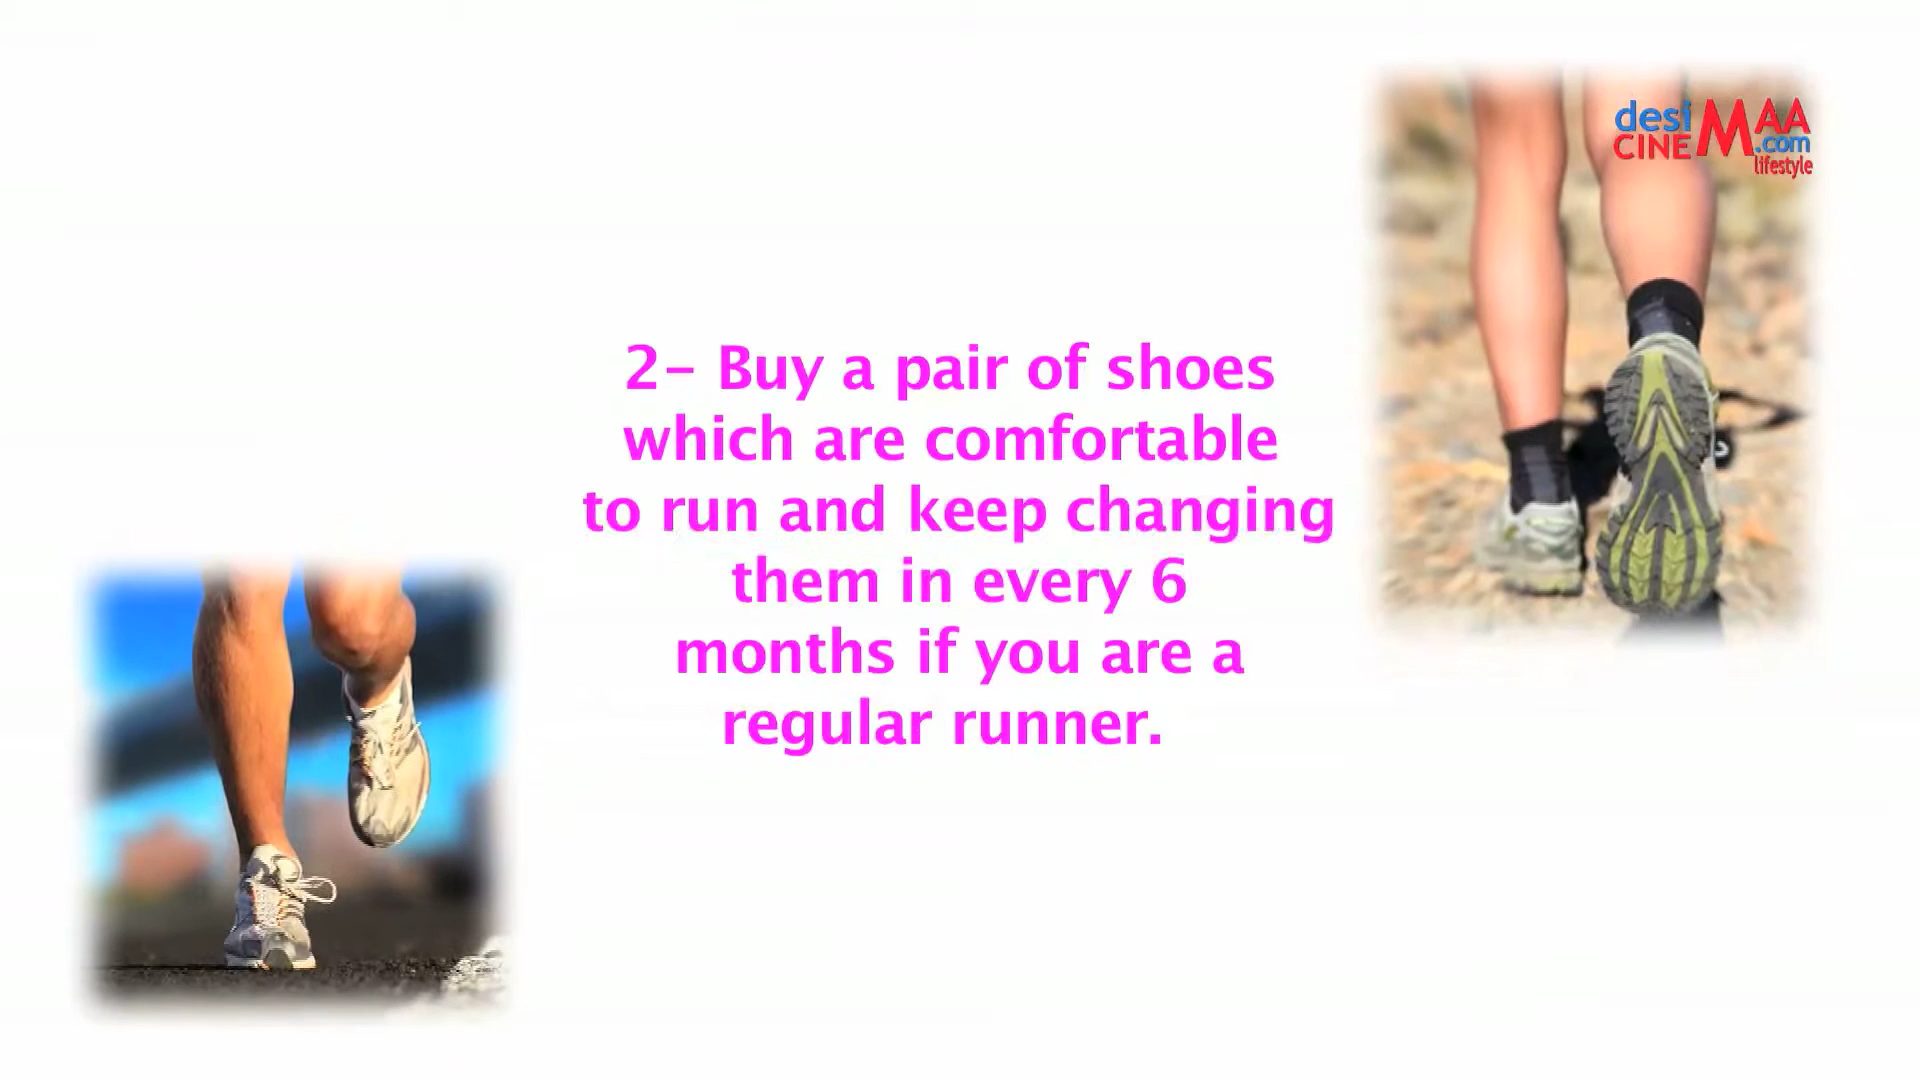 desi MAA
CINE .com
lifestyle
2- Buy a pair of shoes
which are comfortable
to run and keep changing
them in every 6
months if you are a
regular runner.